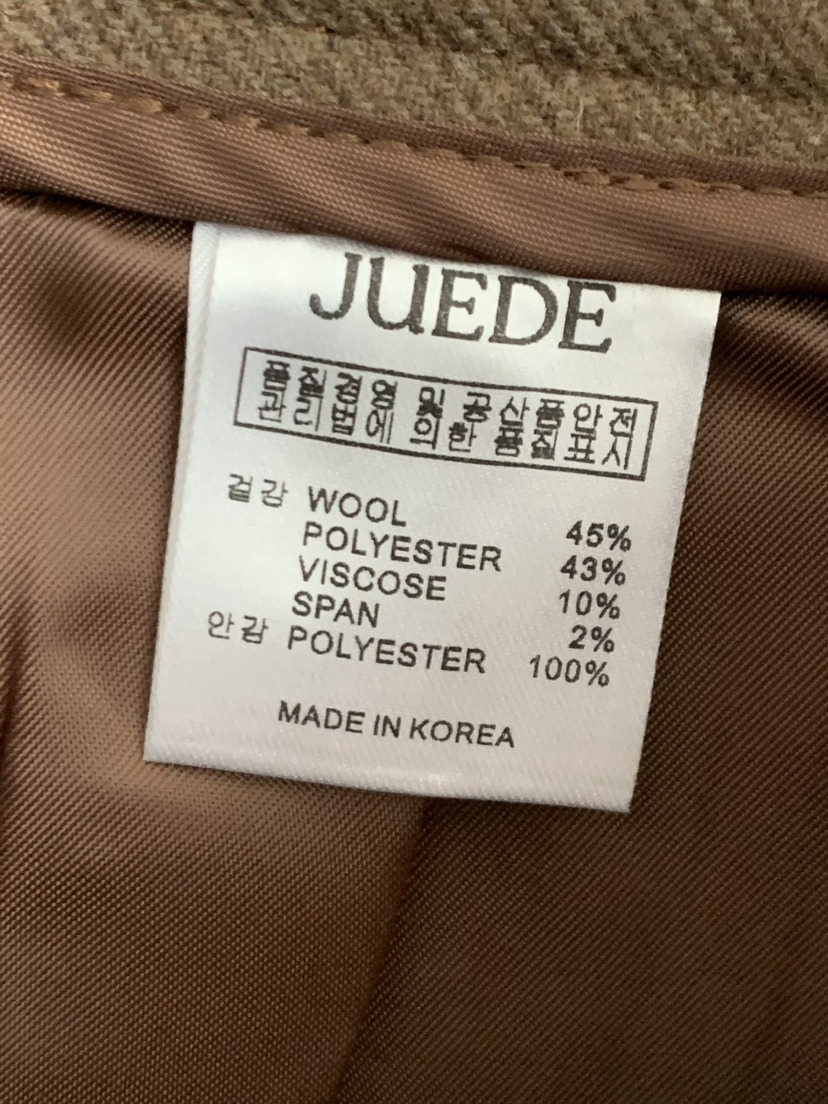 JUEDE
품질경영 및 공산품안전
관리법에 의한 품질표시
겉감 WOOL 45%
POLYESTER 43%
VISCOSE 10%
SPAN 2%
안감 POLYESTER 100%
MADE IN KOREA